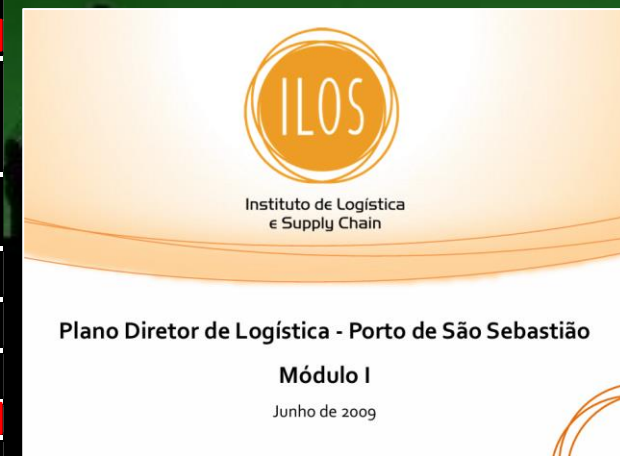 ILOS
Instituto de Logística
e Supply Chain
Plano Diretor de Logística - Porto de São Sebastião
Módulo I
Junho de 2009